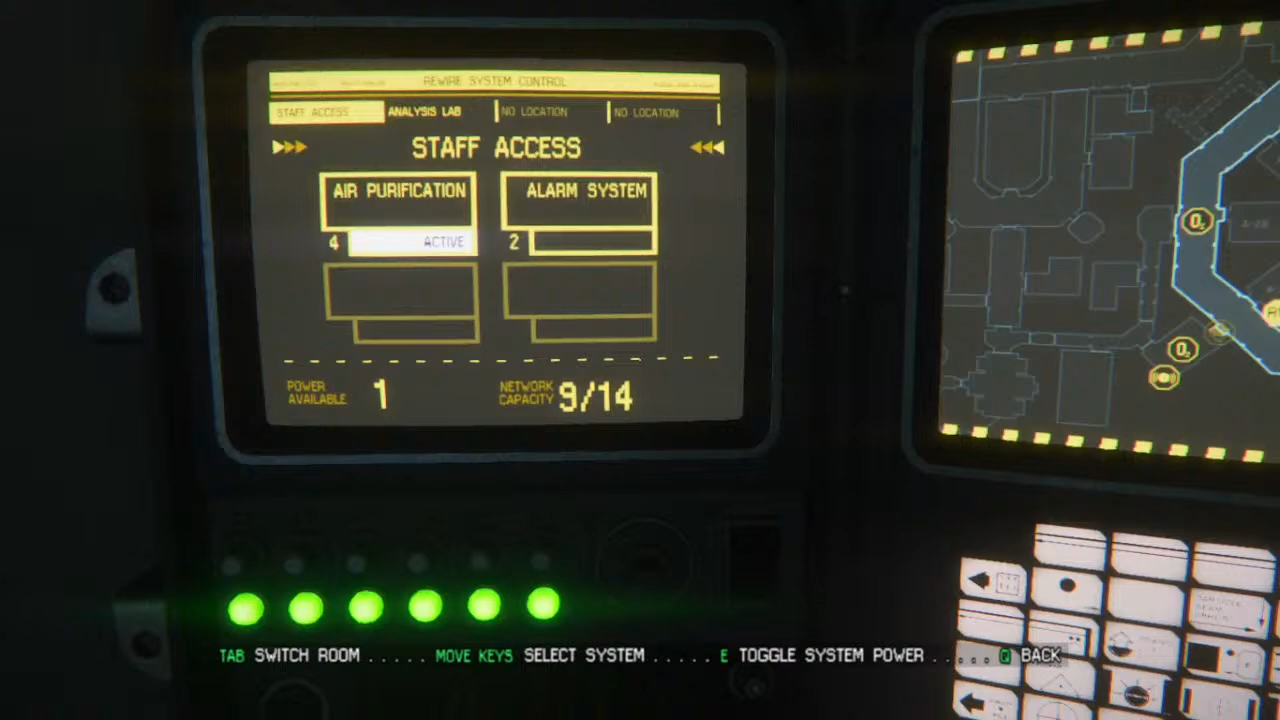 REWIRE SYSTEM CONTROL
STAFF ACCESS ANALYSIS LAB NO LOCATION NO LOCATION
STAFF ACCESS
AIR PURIFICATION ALARM SYSTEM
4 ACTIVE 2
POWER AVAILABLE 1 NETWORK CAPACITY 9/14
O₂
O₂
TAB SWITCH ROOM ..... MOVE KEYS SELECT SYSTEM ..... E TOGGLE SYSTEM POWER ..... Q BACK